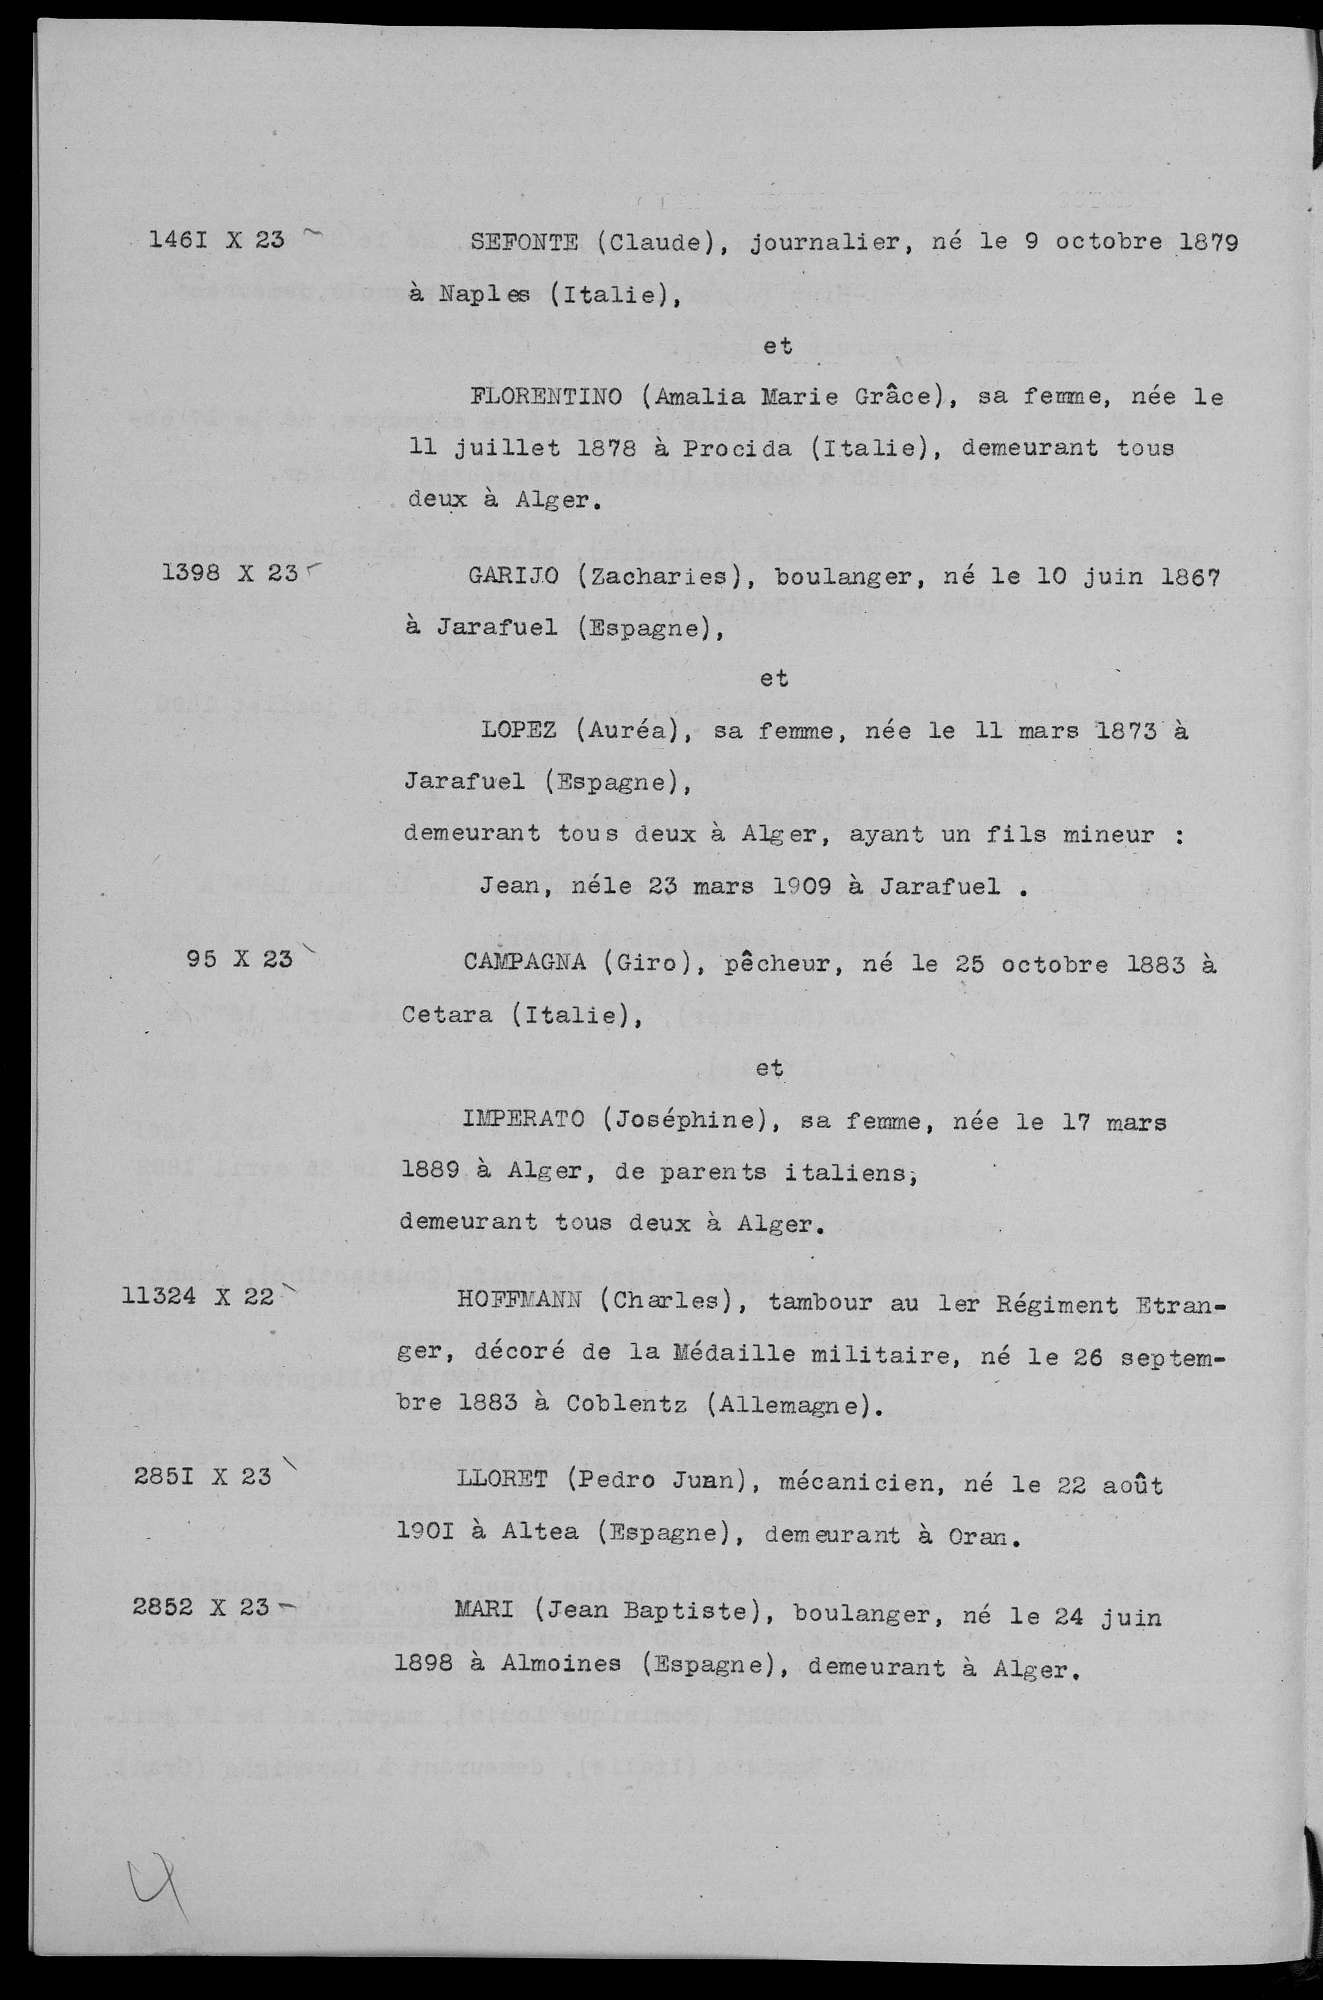 146I X 23 SEFONTE (Claude), journalier, né le 9 octobre 1879
à Naples (Italie),
et
FLORENTINO (Amalia Marie Grâce), sa femme, née le
11 juillet 1878 à Procida (Italie), demeurant tous
deux à Alger.
1398 X 23 GARIJO (Zacharies), boulanger, né le 10 juin 1867
à Jarafuel (Espagne),
et
LOPEZ (Auréa), sa femme, née le 11 mars 1873 à
Jarafuel (Espagne),
demeurant tous deux à Alger, ayant un fils mineur :
Jean, néle 23 mars 1909 à Jarafuel .
95 X 23 CAMPAGNA (Giro), pêcheur, né le 25 octobre 1883 à
Cetara (Italie),
et
IMPERATO (Joséphine), sa femme, née le 17 mars
1889 à Alger, de parents italiens,
demeurant tous deux à Alger.
11324 X 22 HOFFMANN (Charles), tambour au 1er Régiment Etran-
ger, décoré de la Médaille militaire, né le 26 septem-
bre 1883 à Coblentz (Allemagne).
285I X 23 LLORET (Pedro Juan), mécanicien, né le 22 août
190I à Altea (Espagne), demeurant à Oran.
2852 X 23 MARI (Jean Baptiste), boulanger, né le 24 juin
1898 à Almoines (Espagne), demeurant à Alger.
4